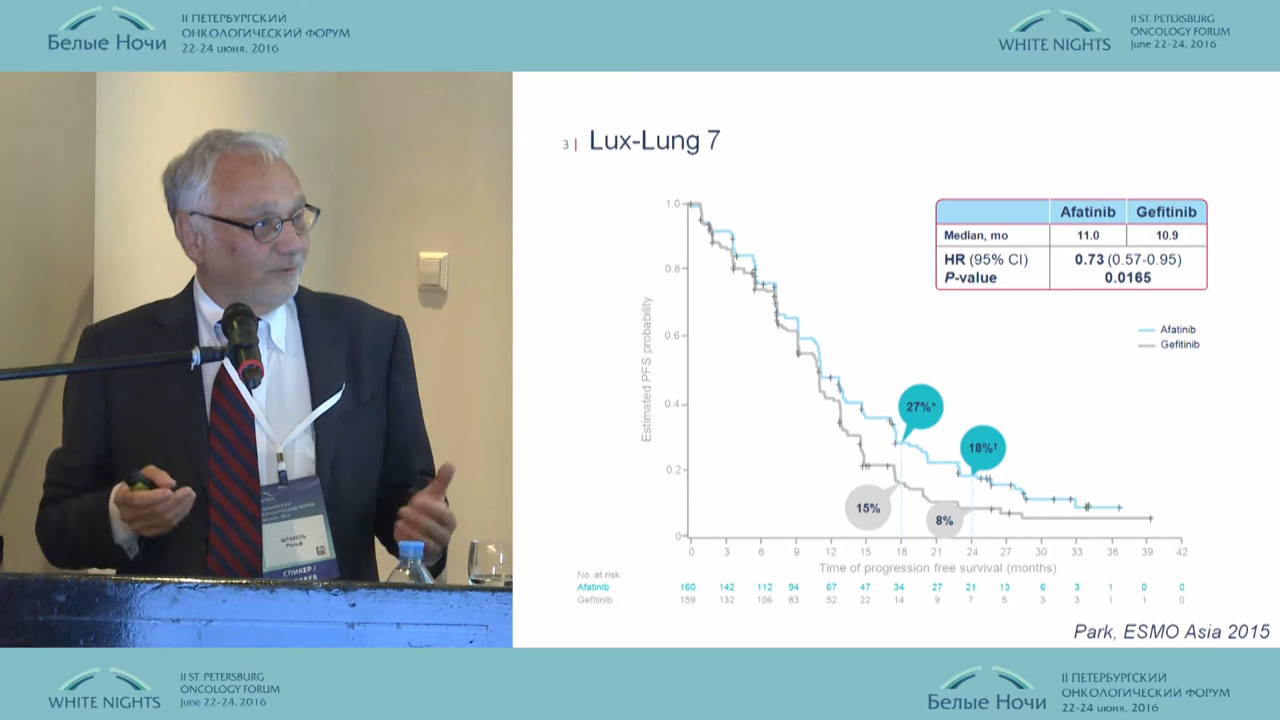 II ПЕТЕРБУРГСКИЙ
ОНКОЛОГИЧЕСКИЙ ФОРУМ
Белые Ночи
22-24 июня, 2016
II ST. PETERSBURG
ONCOLOGY FORUM
WHITE NIGHTS
June 22-24, 2016
3 | Lux-Lung 7
Afatinib Gefitinib
Median, mo 11.0 10.9
HR (95% CI) 0.73 (0.57-0.95)
P-value 0.0165
Afatinib
Gefitinib
Estimated PFS probability
1.0
0.8
0.6
0.4
0.2
0
27%*
18%†
15%
8%
0 3 6 9 12 15 18 21 24 27 30 33 36 39 42
Time of progression free survival (months)
No. at risk:
Afatinib 160 142 112 94 67 47 34 27 21 13 6 3 1 0 0
Gefitinib 159 132 106 83 52 22 14 9 7 5 3 3 1 1 0
Park, ESMO Asia 2015
ШТАХЕЛЬ
Рольф
СПИКЕР /
II ST. PETERSBURG
ONCOLOGY FORUM
WHITE NIGHTS
June 22-24, 2016
II ПЕТЕРБУРГСКИЙ
ОНКОЛОГИЧЕСКИЙ ФОРУМ
Белые Ночи
22-24 июня, 2016